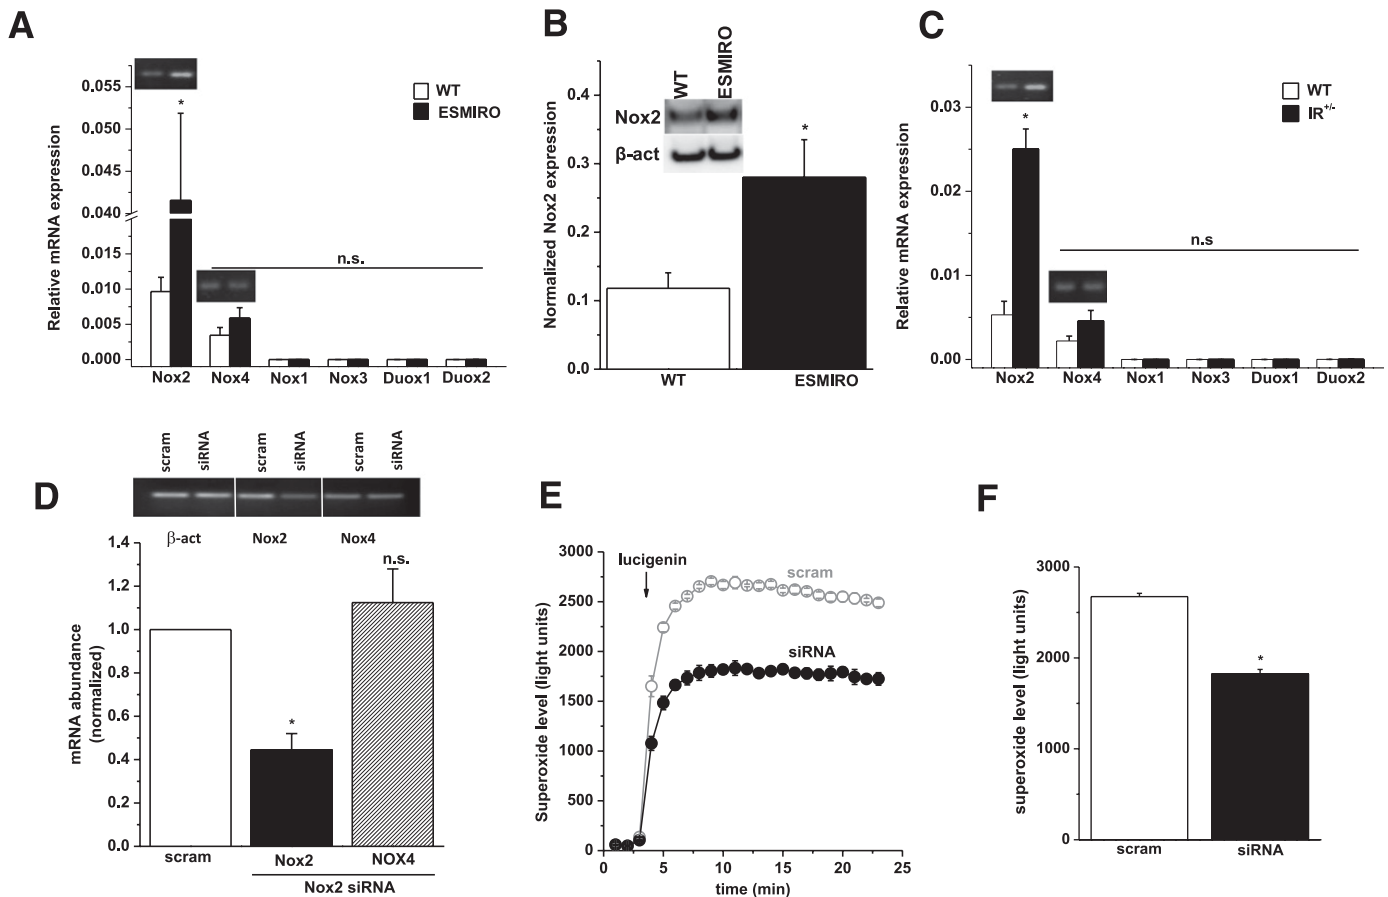 A
0.055
0.050
0.045
0.040
0.015
0.010
0.005
0.000
Relative mRNA expression
*
WT
ESMIRO
n.s.
Nox2 Nox4 Nox1 Nox3 Duox1 Duox2
B
0.4
0.3
0.2
0.1
0.0
Normalized Nox2 expression
WT
ESMIRO
Nox2
β-act
*
WT ESMIRO
C
0.03
0.02
0.01
0.00
Relative mRNA expression
*
WT
IR+/-
n.s
Nox2 Nox4 Nox1 Nox3 Duox1 Duox2
D
scram siRNA scram siRNA scram siRNA
β-act Nox2 Nox4
1.4
1.2
1.0
0.8
0.6
0.4
0.2
0.0
mRNA abundance
(normalized)
*
n.s.
scram Nox2 NOX4
Nox2 siRNA
E
3000
2500
2000
1500
1000
500
0
Superoxide level (light units)
lucigenin
scram
siRNA
0 5 10 15 20 25
time (min)
F
3000
2000
1000
0
superoxide level (light units)
*
scram siRNA